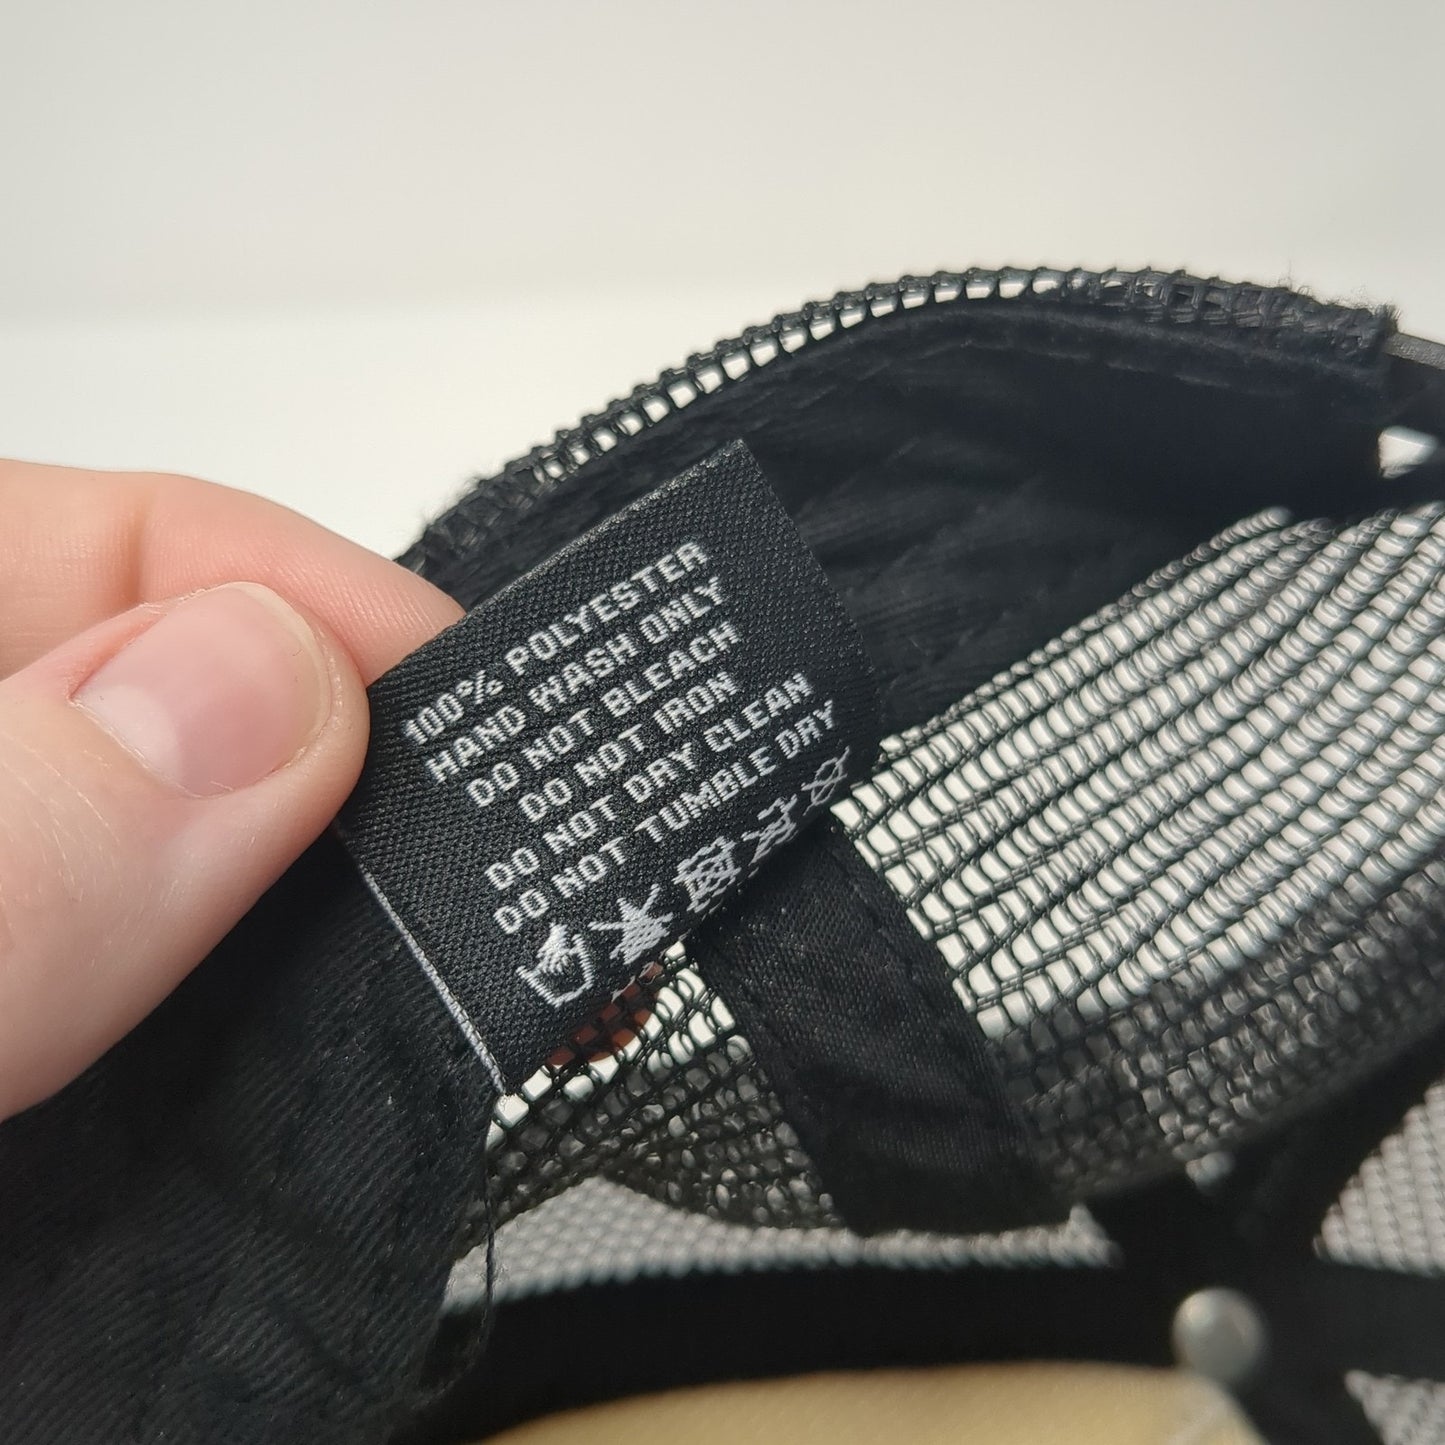 100% POLYESTER
HAND WASH ONLY
DO NOT BLEACH
DO NOT IRON
DO NOT DRY CLEAN
DO NOT TUMBLE DRY